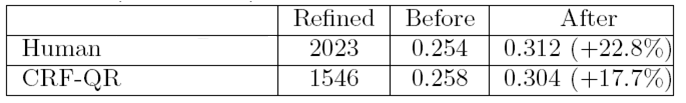 Refined Before After
Human 2023 0.254 0.312 (+22.8%)
CRF-QR 1546 0.258 0.304 (+17.7%)